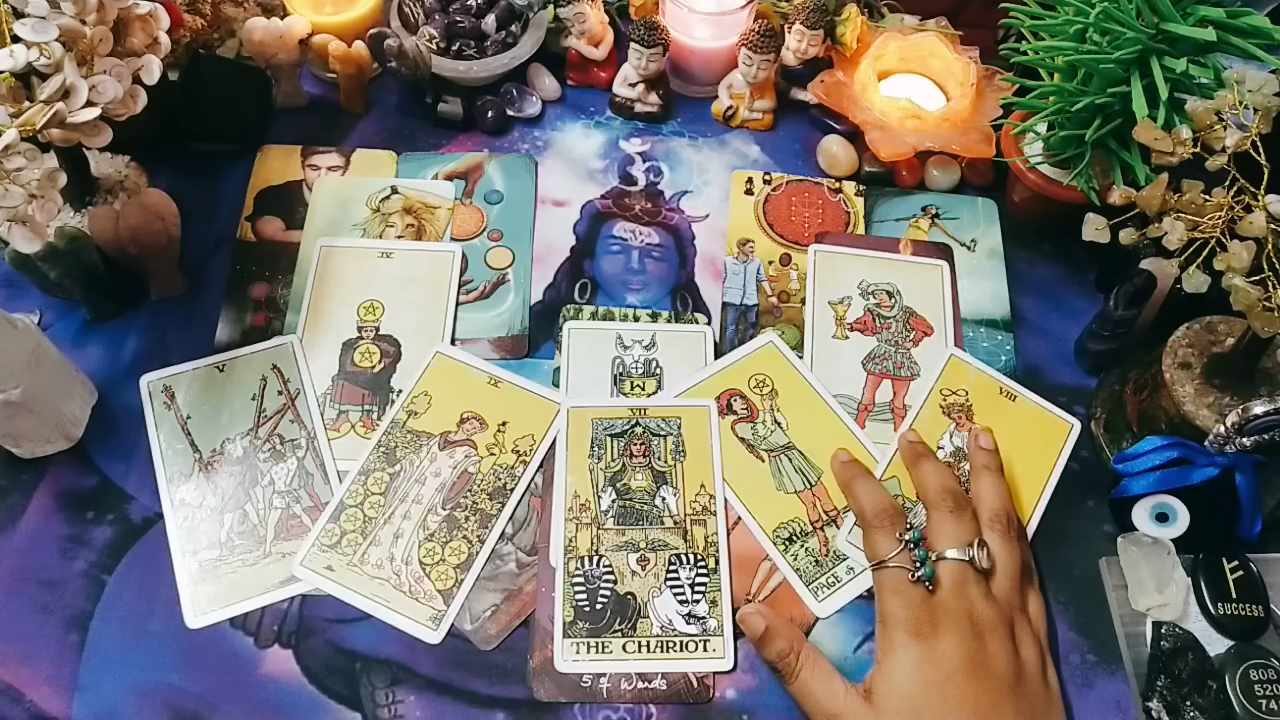 IV
V
IX
VII
THE CHARIOT.
5 of Wands
PAGE of
VIII
F
SUCCESS
808
520
74